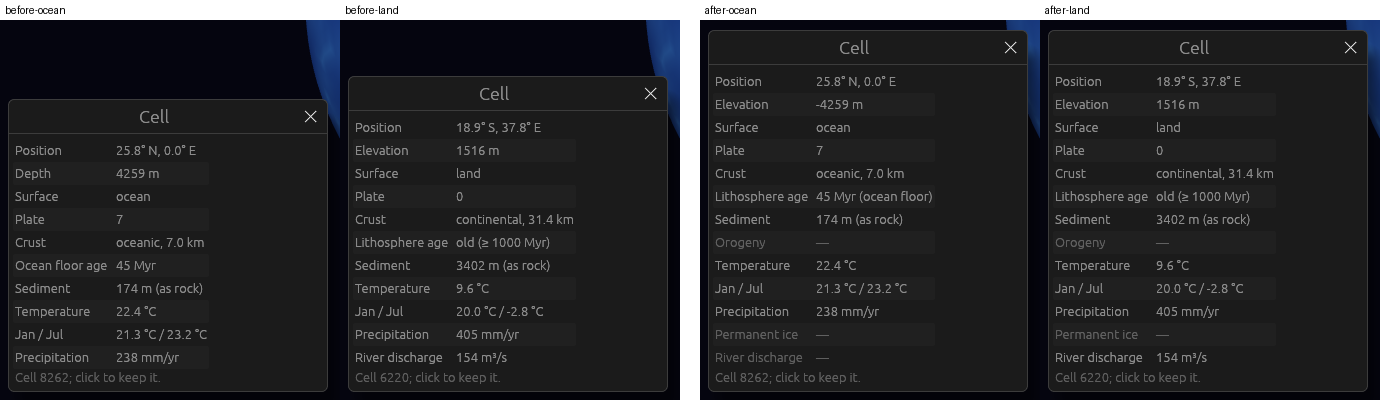 before-ocean
Cell
Position 25.8° N, 0.0° E
Depth 4259 m
Surface ocean
Plate 7
Crust oceanic, 7.0 km
Ocean floor age 45 Myr
Sediment 174 m (as rock)
Temperature 22.4 °C
Jan / Jul 21.3 °C / 23.2 °C
Precipitation 238 mm/yr
Cell 8262; click to keep it.
before-land
Cell
Position 18.9° S, 37.8° E
Elevation 1516 m
Surface land
Plate 0
Crust continental, 31.4 km
Lithosphere age old (≥ 1000 Myr)
Sediment 3402 m (as rock)
Temperature 9.6 °C
Jan / Jul 20.0 °C / -2.8 °C
Precipitation 405 mm/yr
River discharge 154 m³/s
Cell 6220; click to keep it.
after-ocean
Cell
Position 25.8° N, 0.0° E
Elevation -4259 m
Surface ocean
Plate 7
Crust oceanic, 7.0 km
Lithosphere age 45 Myr (ocean floor)
Sediment 174 m (as rock)
Orogeny —
Temperature 22.4 °C
Jan / Jul 21.3 °C / 23.2 °C
Precipitation 238 mm/yr
Permanent ice —
River discharge —
Cell 8262; click to keep it.
after-land
Cell
Position 18.9° S, 37.8° E
Elevation 1516 m
Surface land
Plate 0
Crust continental, 31.4 km
Lithosphere age old (≥ 1000 Myr)
Sediment 3402 m (as rock)
Orogeny —
Temperature 9.6 °C
Jan / Jul 20.0 °C / -2.8 °C
Precipitation 405 mm/yr
Permanent ice —
River discharge 154 m³/s
Cell 6220; click to keep it.